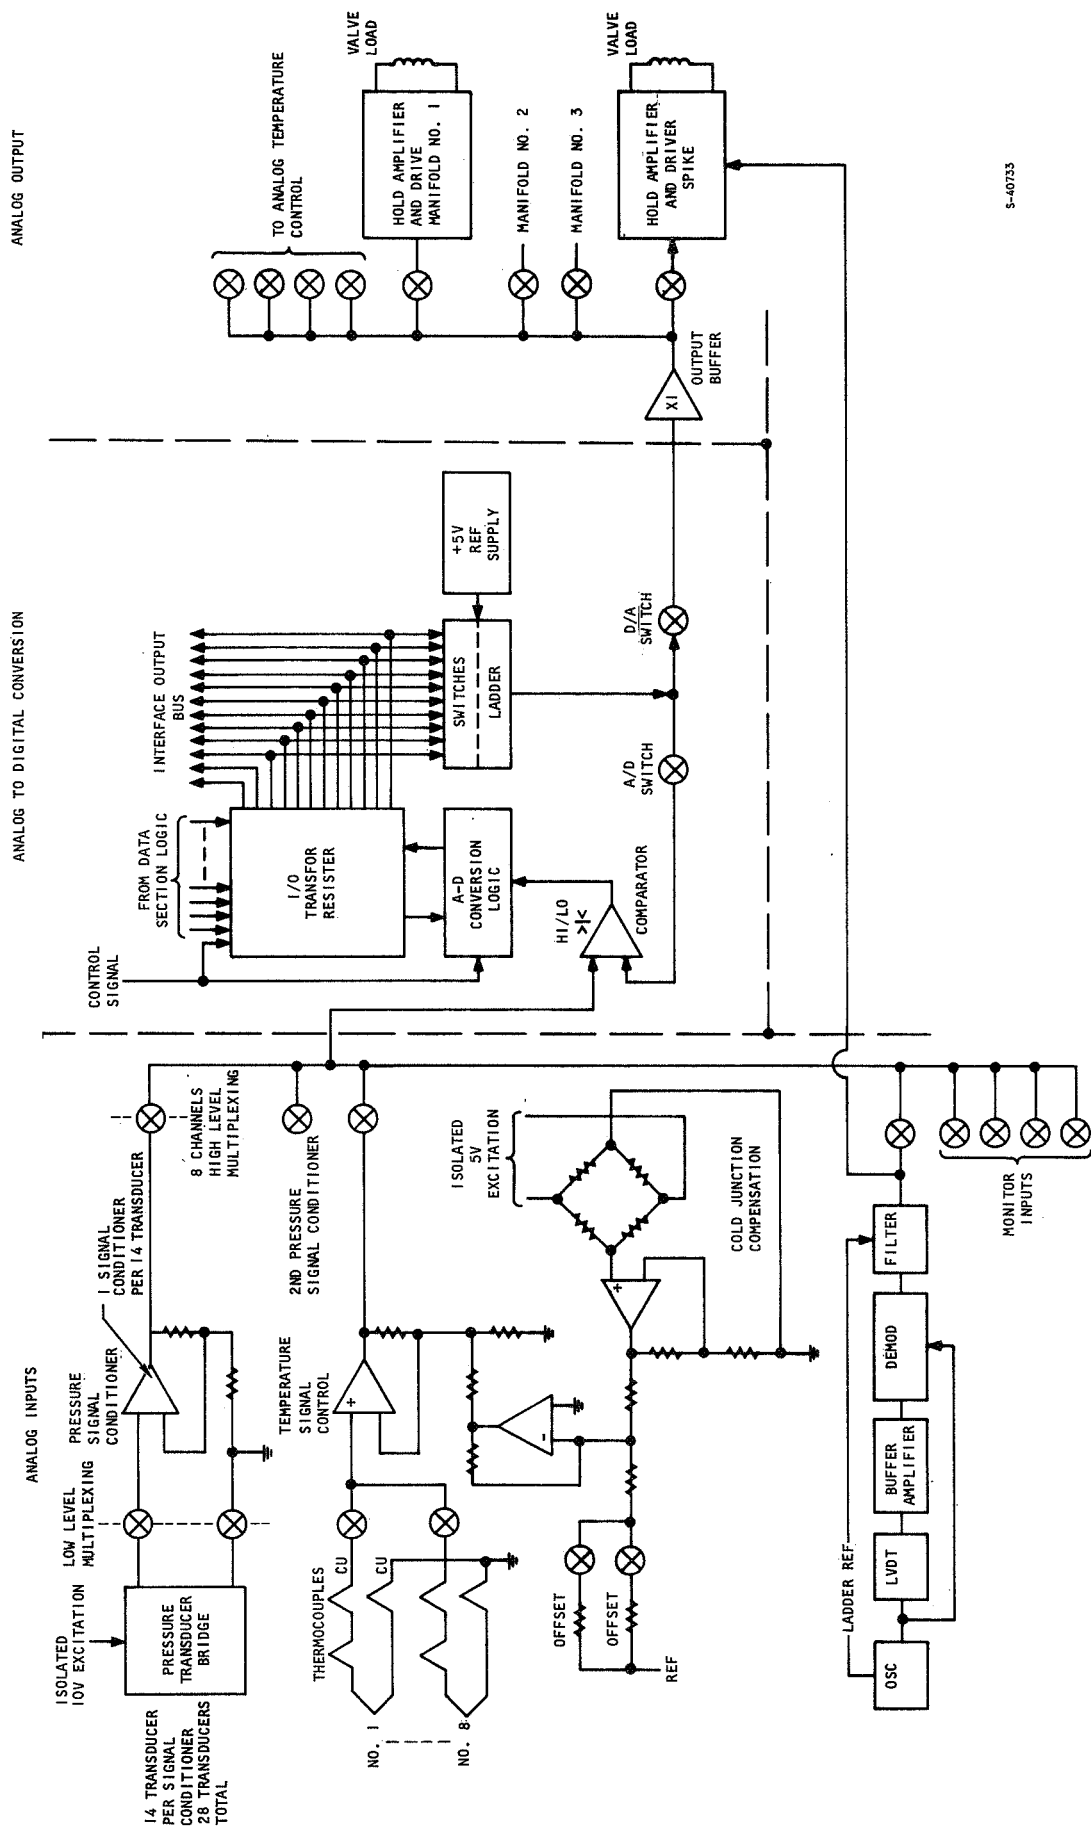 ANALOG INPUTS
ANALOG TO DIGITAL CONVERSION
ANALOG OUTPUT
14 TRANSDUCER
PER SIGNAL
CONDITIONER
28 TRANSDUCERS
TOTAL
ISOLATED
10V EXCITATION
PRESSURE
TRANSDUCER
BRIDGE
LOW LEVEL
MULTIPLEXING
PRESSURE
SIGNAL
CONDITIONER
1 SIGNAL
CONDITIONER
PER 14 TRANSDUCER
8 CHANNELS
HIGH LEVEL
MULTIPLEXING
2ND PRESSURE
SIGNAL CONDITIONER
THERMOCOUPLES
NO. 1
NO. 8
CU
CU
TEMPERATURE
SIGNAL
CONTROL
+
-
OFFSET
OFFSET
REF
+
ISOLATED
5V
EXCITATION
COLD JUNCTION
COMPENSATION
LADDER REF
OSC
LVDT
BUFFER
AMPLIFIER
DEMOD
FILTER
MONITOR
INPUTS
CONTROL
SIGNAL
FROM DATA
SECTION LOGIC
INTERFACE OUTPUT
BUS
I/O
TRANSFOR
RESISTER
A-D
CONVERSION
LOGIC
HI/LO
>|<
COMPARATOR
SWITCHES
LADDER
+5V
REF
SUPPLY
A/D
SWITCH
D/A
SWITCH
X1
OUTPUT
BUFFER
TO ANALOG TEMPERATURE
CONTROL
HOLD AMPLIFIER
AND DRIVE
MANIFOLD NO. 1
VALVE
LOAD
MANIFOLD NO. 2
MANIFOLD NO. 3
HOLD AMPLIFIER
AND DRIVER
SPIKE
VALVE
LOAD
S-40733